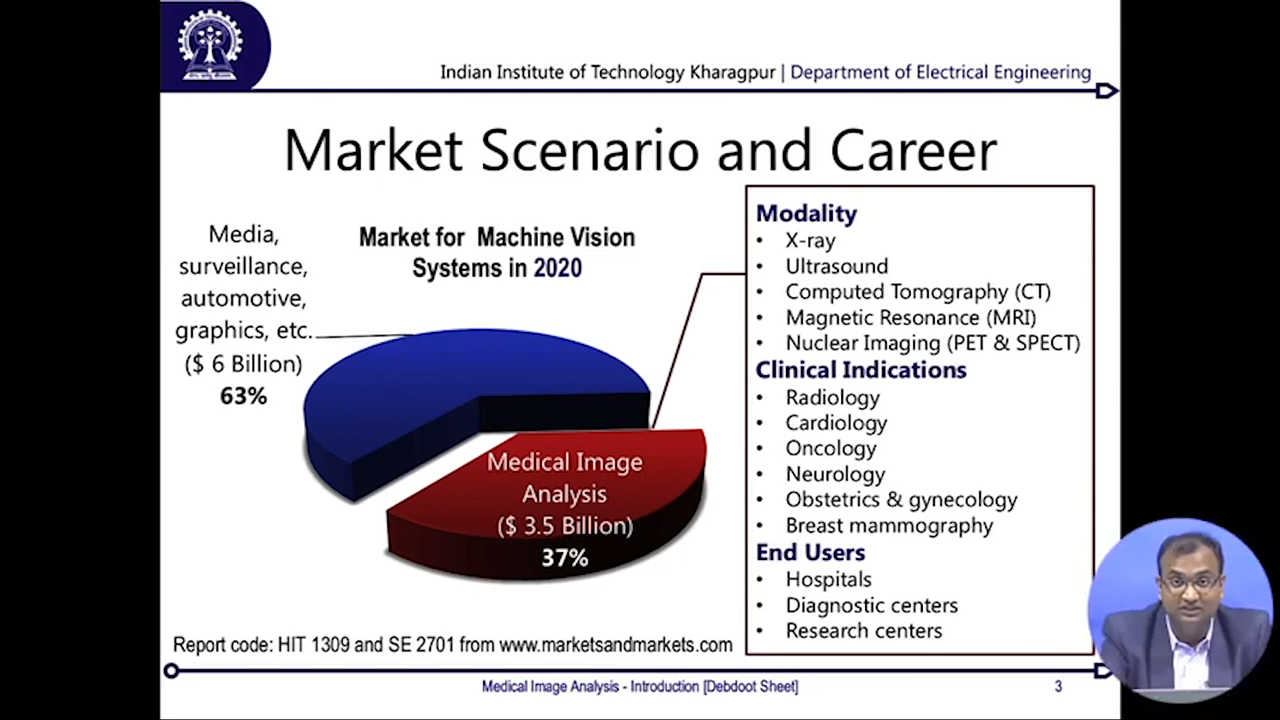 Indian Institute of Technology Kharagpur | Department of Electrical Engineering
Market Scenario and Career
Media,
surveillance,
automotive,
graphics, etc.
($ 6 Billion)
63%
Market for Machine Vision
Systems in 2020
Medical Image
Analysis
($ 3.5 Billion)
37%
Modality
• X-ray
• Ultrasound
• Computed Tomography (CT)
• Magnetic Resonance (MRI)
• Nuclear Imaging (PET & SPECT)
Clinical Indications
• Radiology
• Cardiology
• Oncology
• Neurology
• Obstetrics & gynecology
• Breast mammography
End Users
• Hospitals
• Diagnostic centers
• Research centers
Report code: HIT 1309 and SE 2701 from www.marketsandmarkets.com
Medical Image Analysis - Introduction [Debdoot Sheet]
3